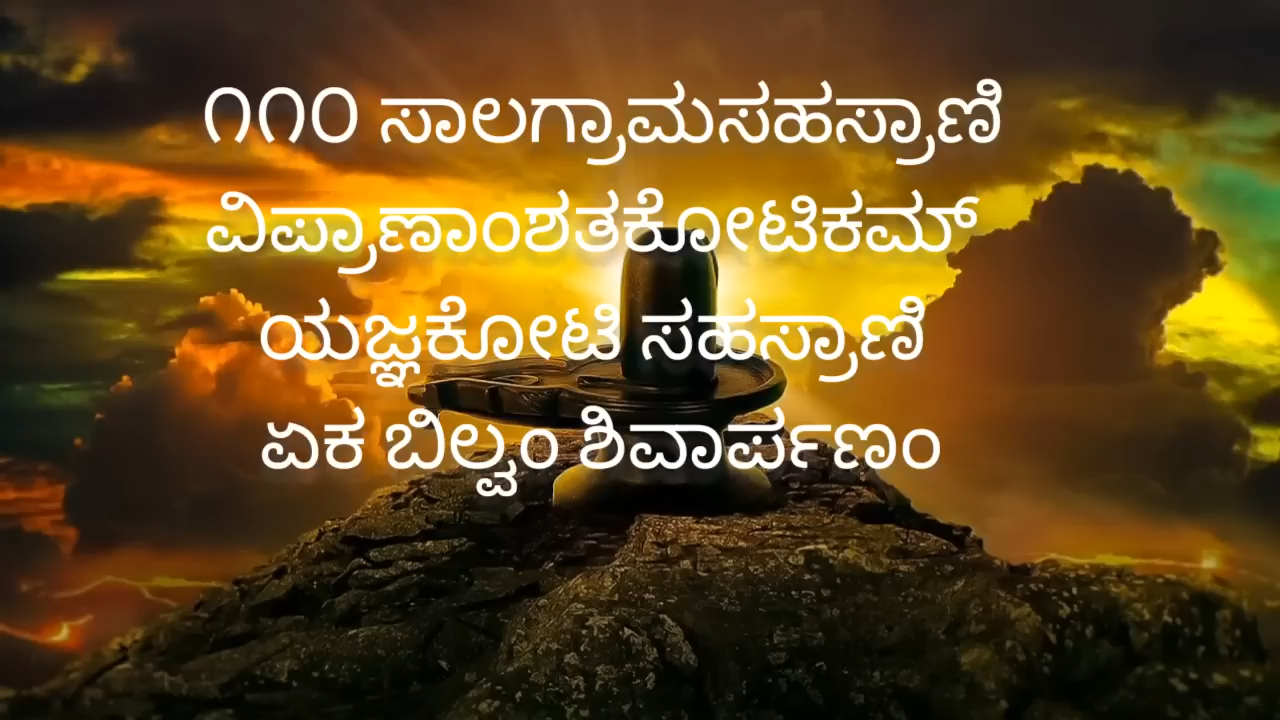 ೧೧೦ ಸಾಲಗ್ರಾಮಸಹಸ್ರಾಣಿ
ವಿಪ್ರಾಣಾಂಶತಕೋಟಿಕಮ್
ಯಜ್ಞಕೋಟಿ ಸಹಸ್ರಾಣಿ
ಏಕ ಬಿಲ್ವಂ ಶಿವಾರ್ಪಣಂ